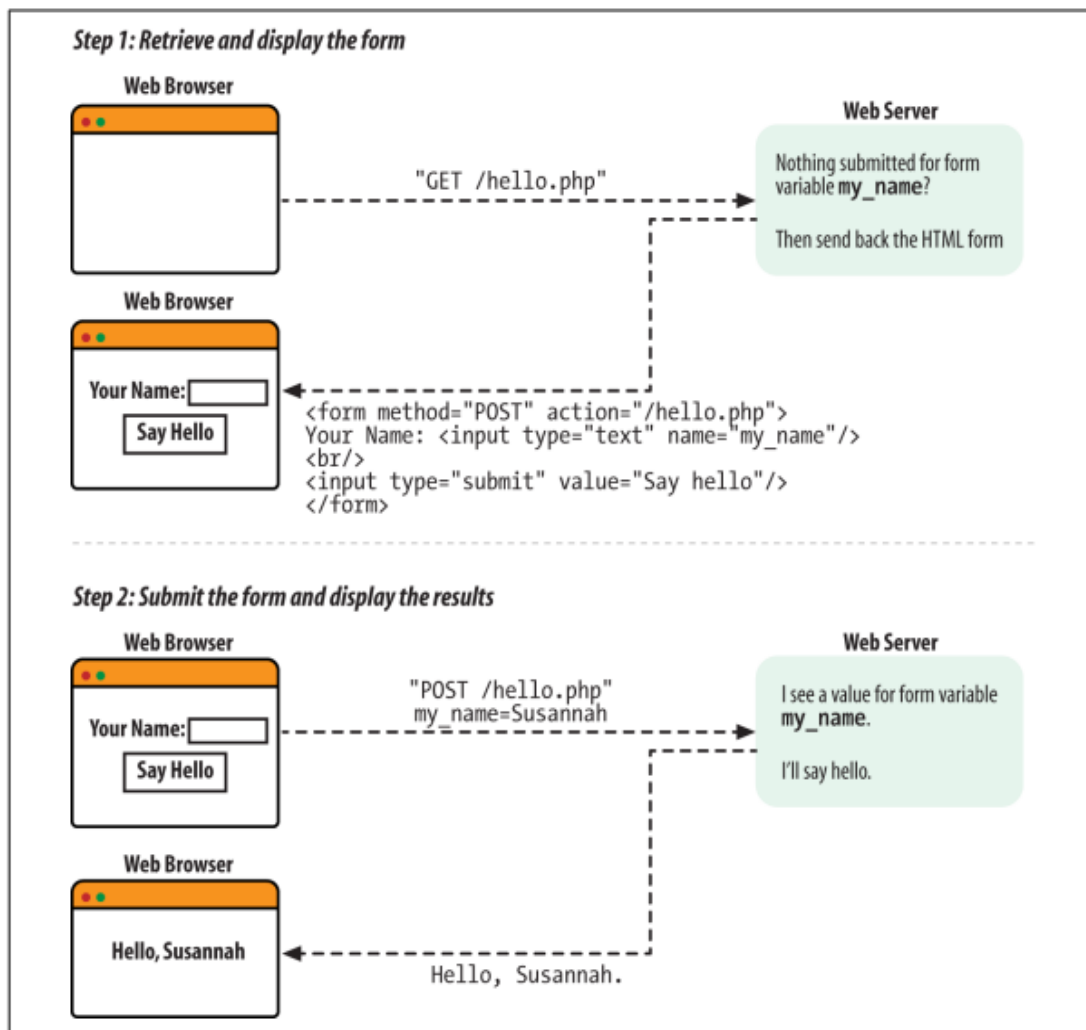 Step 1: Retrieve and display the form
Web Browser
Web Server
"GET /hello.php"
Nothing submitted for form
variable my_name?
Then send back the HTML form
Web Browser
Your Name:
Say Hello
<form method="POST" action="/hello.php">
Your Name: <input type="text" name="my_name"/>
<br/>
<input type="submit" value="Say hello"/>
</form>
Step 2: Submit the form and display the results
Web Browser
Web Server
"POST /hello.php"
my_name=Susannah
I see a value for form variable
my_name.
I'll say hello.
Your Name:
Say Hello
Web Browser
Hello, Susannah
Hello, Susannah.